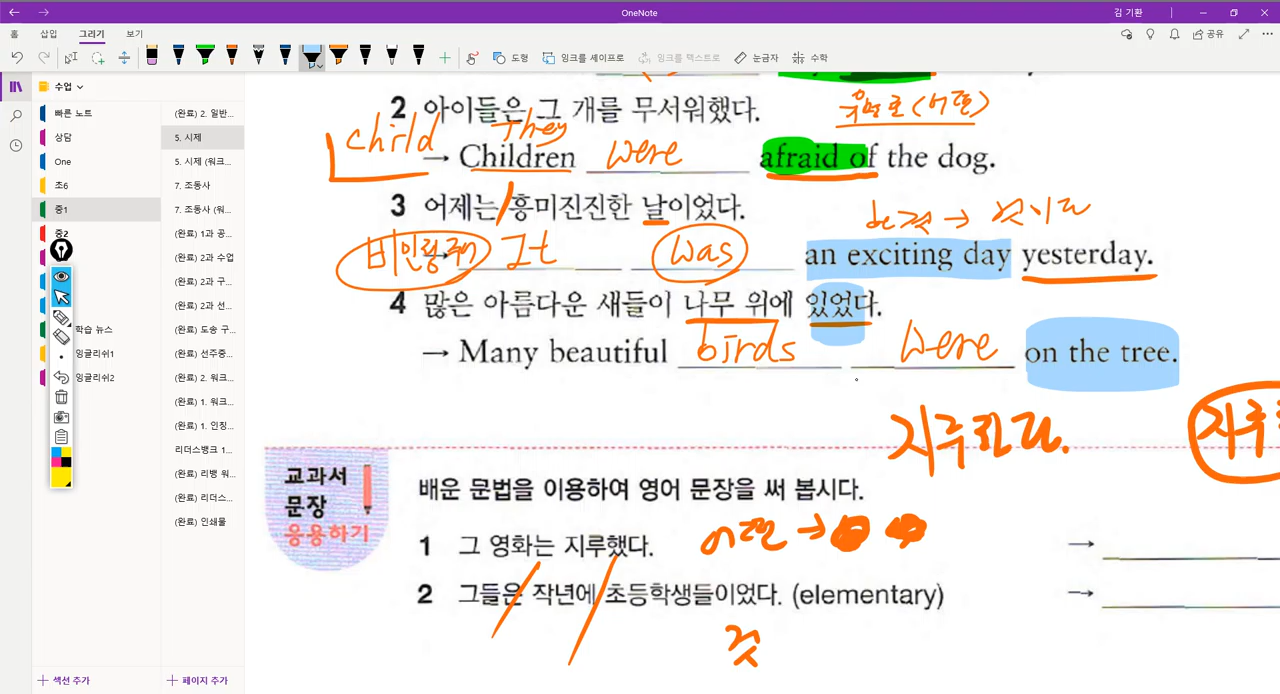 OneNote
김 기환
홈 삽입 그리기 보기
공유
도형 잉크를 셰이프로 잉크를 텍스트로 눈금자 수학
수업
빠른 노트
상담
One
초6
중1
중2
학습 뉴스
잉글리쉬1
잉글리쉬2
섹션 추가
(완료) 2. 일반...
5. 시제
5. 시제 (워크...
7. 조동사
7. 조동사 (워...
(완료) 1과 공...
(완료) 2과 수업
(완료) 2과 구...
(완료) 2과 선...
(완료) 도송 구...
(완료) 선주중...
(완료) 2. 워크...
(완료) 1. 워크...
(완료) 1. 인칭...
리더스뱅크 1...
(완료) 리뱅 워...
(완료) 리더스...
(완료) 인쇄물
페이지 추가
2 아이들은 그 개를 무서워했다.
child They
→ Children were afraid of the dog.
3 어제는 흥미진진한 날이었다.
비인칭주어 It was an exciting day yesterday.
4 많은 아름다운 새들이 나무 위에 있었다.
→ Many beautiful birds were on the tree.
지루하다.
지루
교과서
문장
응용하기
배운 문법을 이용하여 영어 문장을 써 봅시다.
1 그 영화는 지루했다. →
2 그들은 작년에 초등학생들이었다. (elementary) →
주